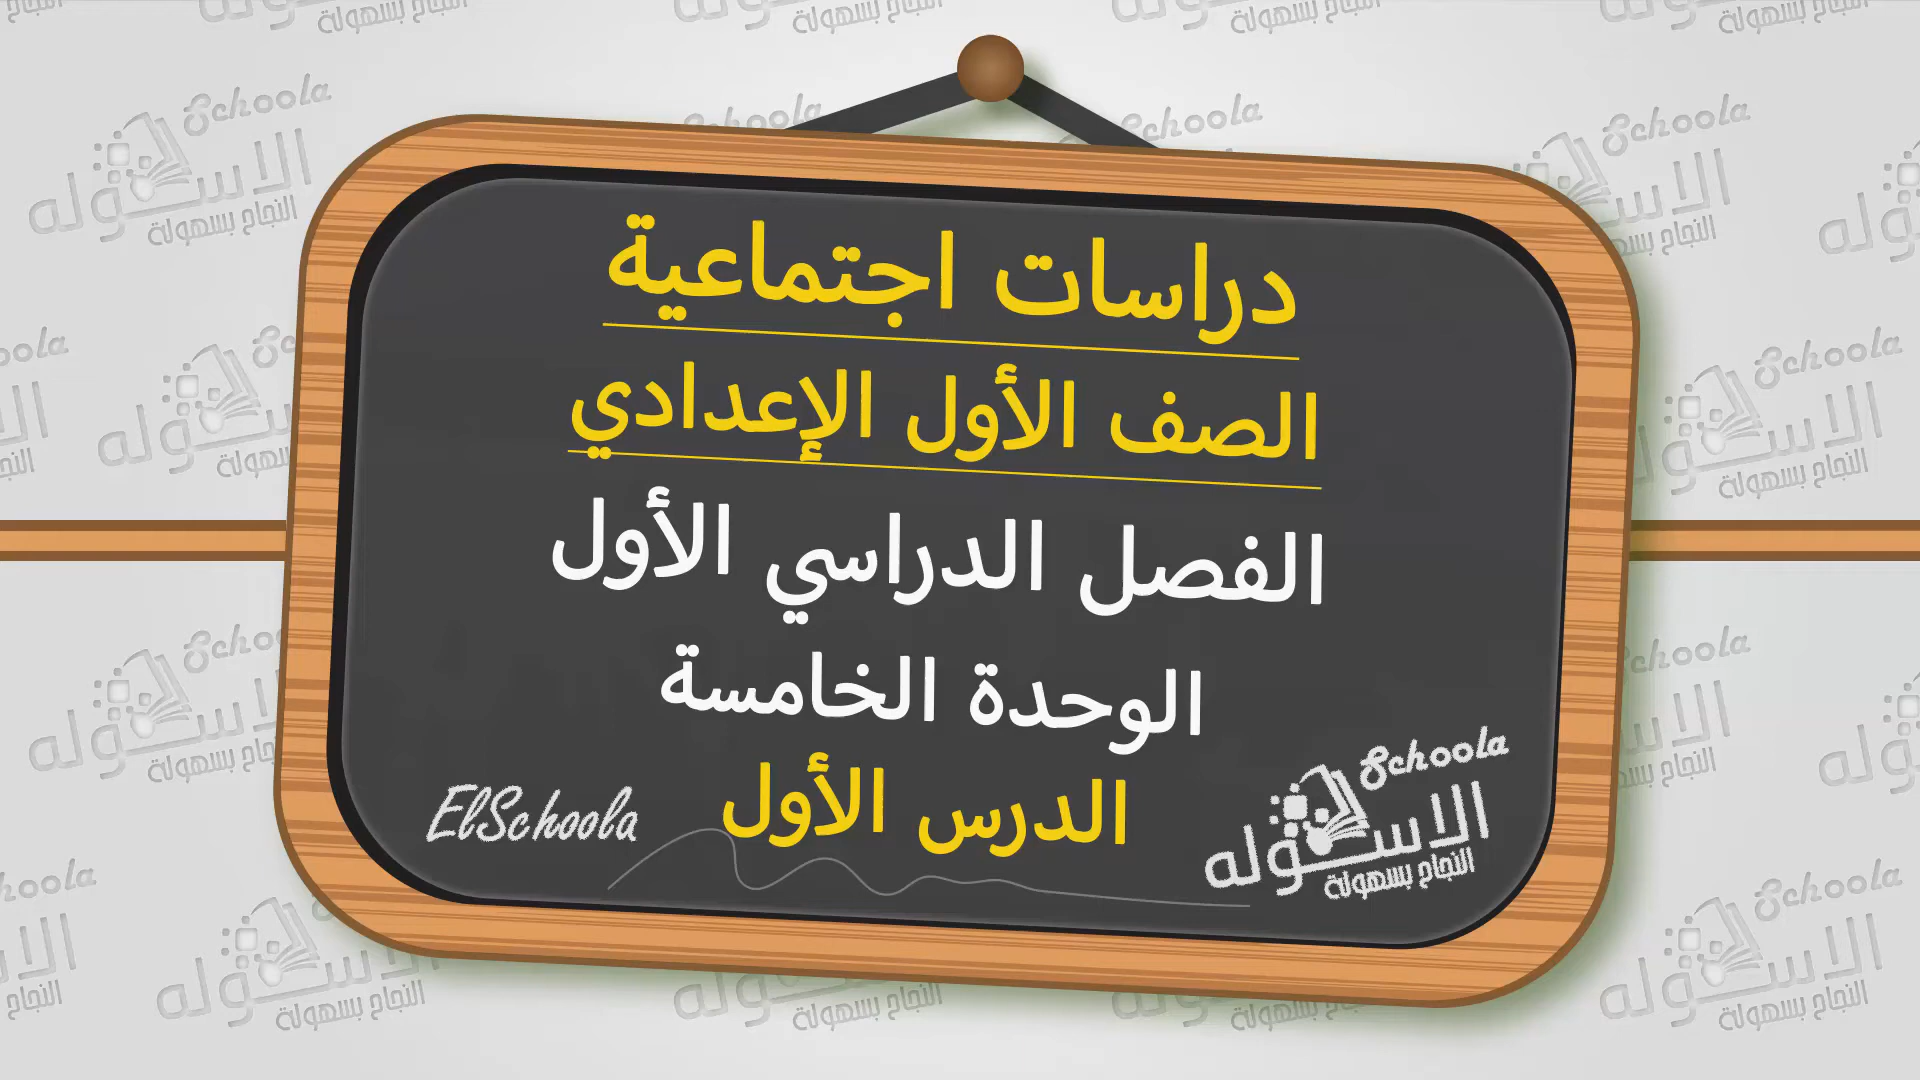 دراسات اجتماعية
الصف الأول الإعدادي
الفصل الدراسي الأول
الوحدة الخامسة
الدرس الأول
ElSchoola
Schoola
الاسكوله
النجاح بسهولة